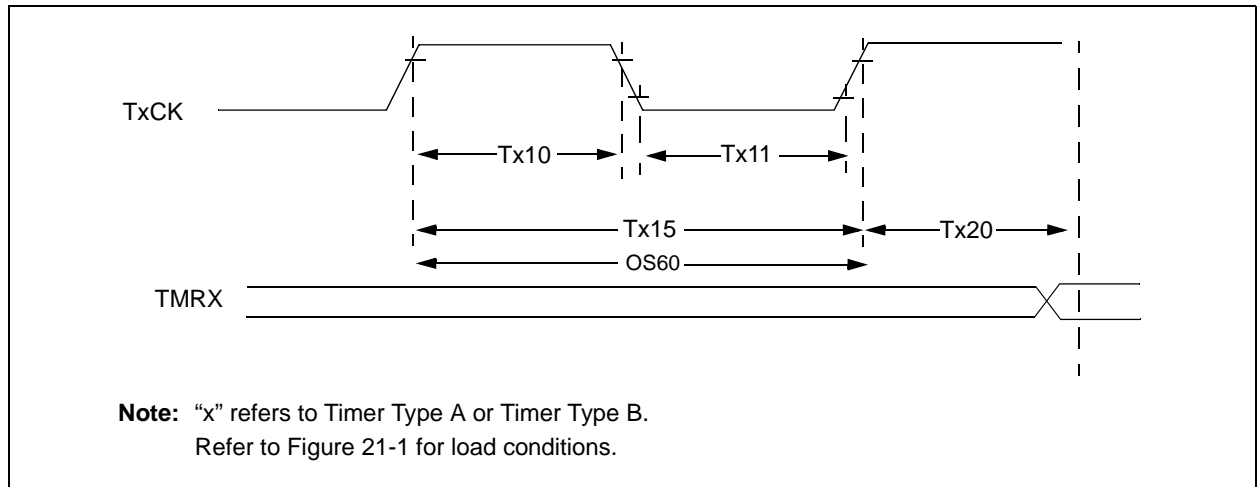 TxCK
Tx10
Tx11
Tx15
Tx20
OS60
TMRX
Note: “x” refers to Timer Type A or Timer Type B.
Refer to Figure 21-1 for load conditions.